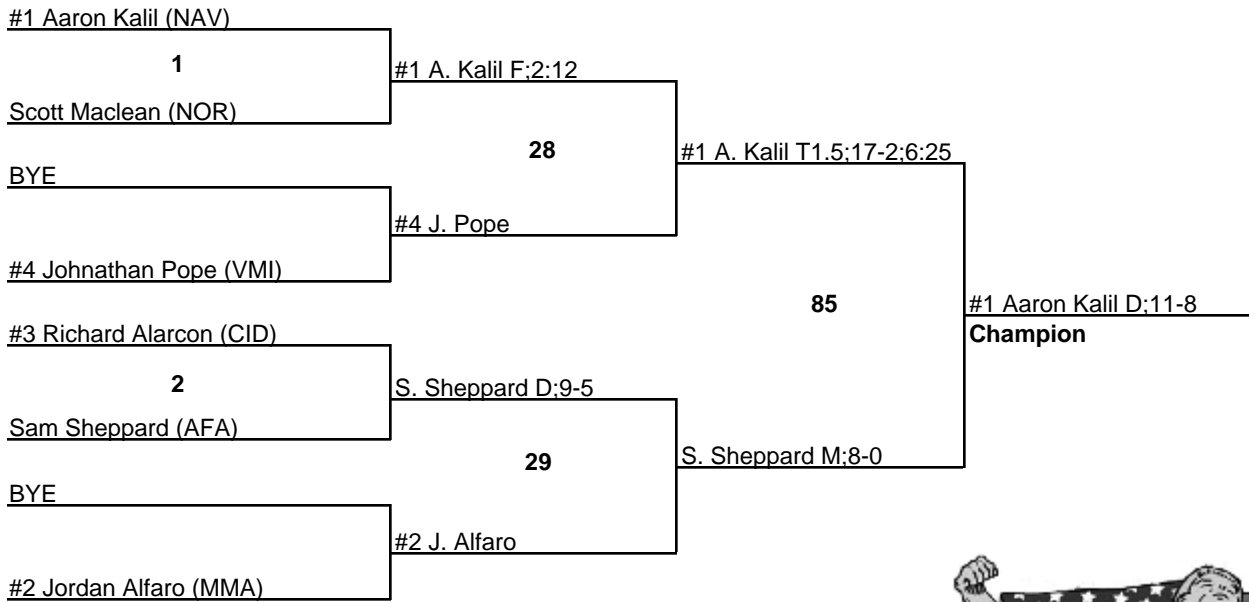 #1 Aaron Kalil (NAV)
1
#1 A. Kalil F;2:12
Scott Maclean (NOR)
28
#1 A. Kalil T1.5;17-2;6:25
BYE
#4 J. Pope
#4 Johnathan Pope (VMI)
85
#1 Aaron Kalil D;11-8
Champion
#3 Richard Alarcon (CID)
2
S. Sheppard D;9-5
Sam Sheppard (AFA)
29
S. Sheppard M;8-0
BYE
#2 J. Alfaro
#2 Jordan Alfaro (MMA)